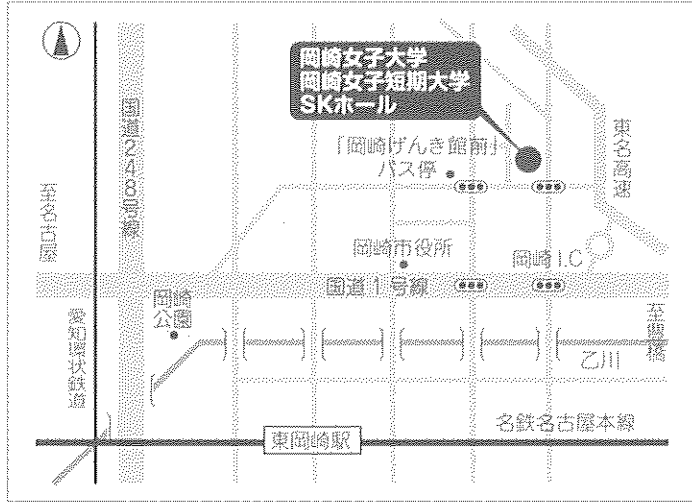 岡崎女子大学
岡崎女子短期大学
SKホール
国道248号線
「岡崎げんき館前」
バス停
東名高速
至名古屋
岡崎市役所
岡崎I.C
国道1号線
岡崎
公園
愛知環状鉄道
至豊橋
乙川
名鉄名古屋本線
東岡崎駅